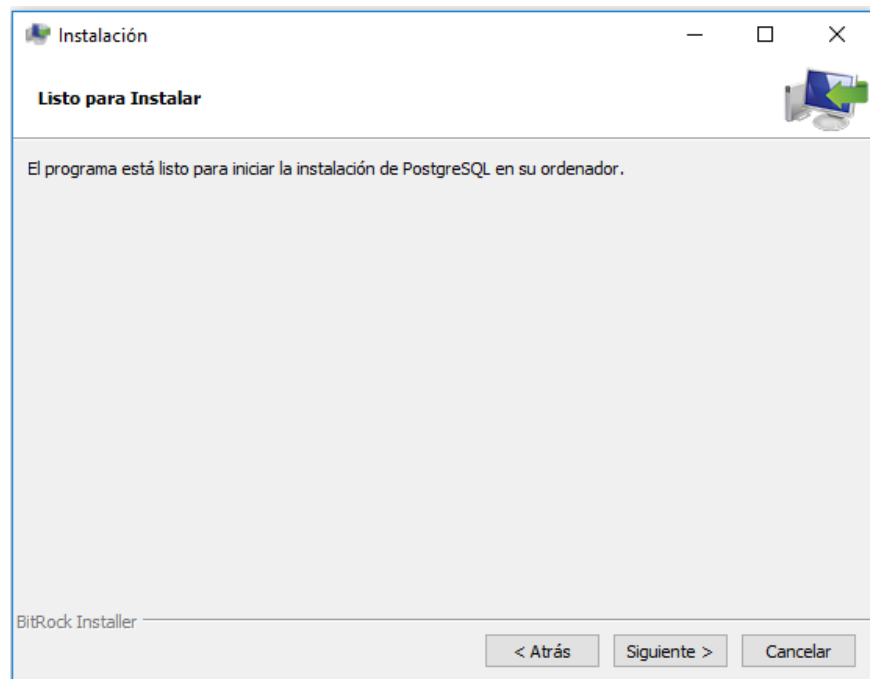 Instalación
Listo para Instalar
El programa está listo para iniciar la instalación de PostgreSQL en su ordenador.
BitRock Installer
< Atrás
Siguiente >
Cancelar